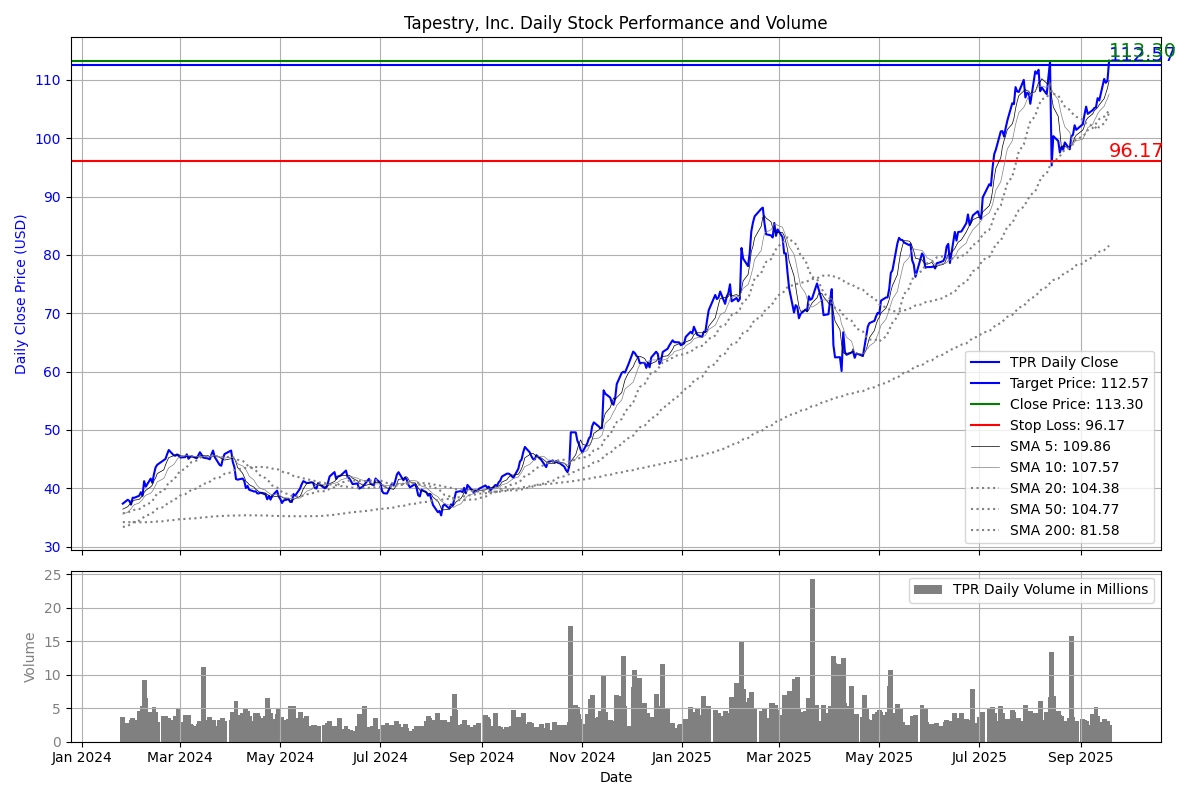 Tapestry, Inc. Daily Stock Performance and Volume
113.30
112.57
96.17
Daily Close Price (USD)
110
100
90
80
70
60
50
40
30
TPR Daily Close
Target Price: 112.57
Close Price: 113.30
Stop Loss: 96.17
SMA 5: 109.86
SMA 10: 107.57
SMA 20: 104.38
SMA 50: 104.77
SMA 200: 81.58
Volume
25
20
15
10
5
0
TPR Daily Volume in Millions
Jan 2024 Mar 2024 May 2024 Jul 2024 Sep 2024 Nov 2024 Jan 2025 Mar 2025 May 2025 Jul 2025 Sep 2025
Date